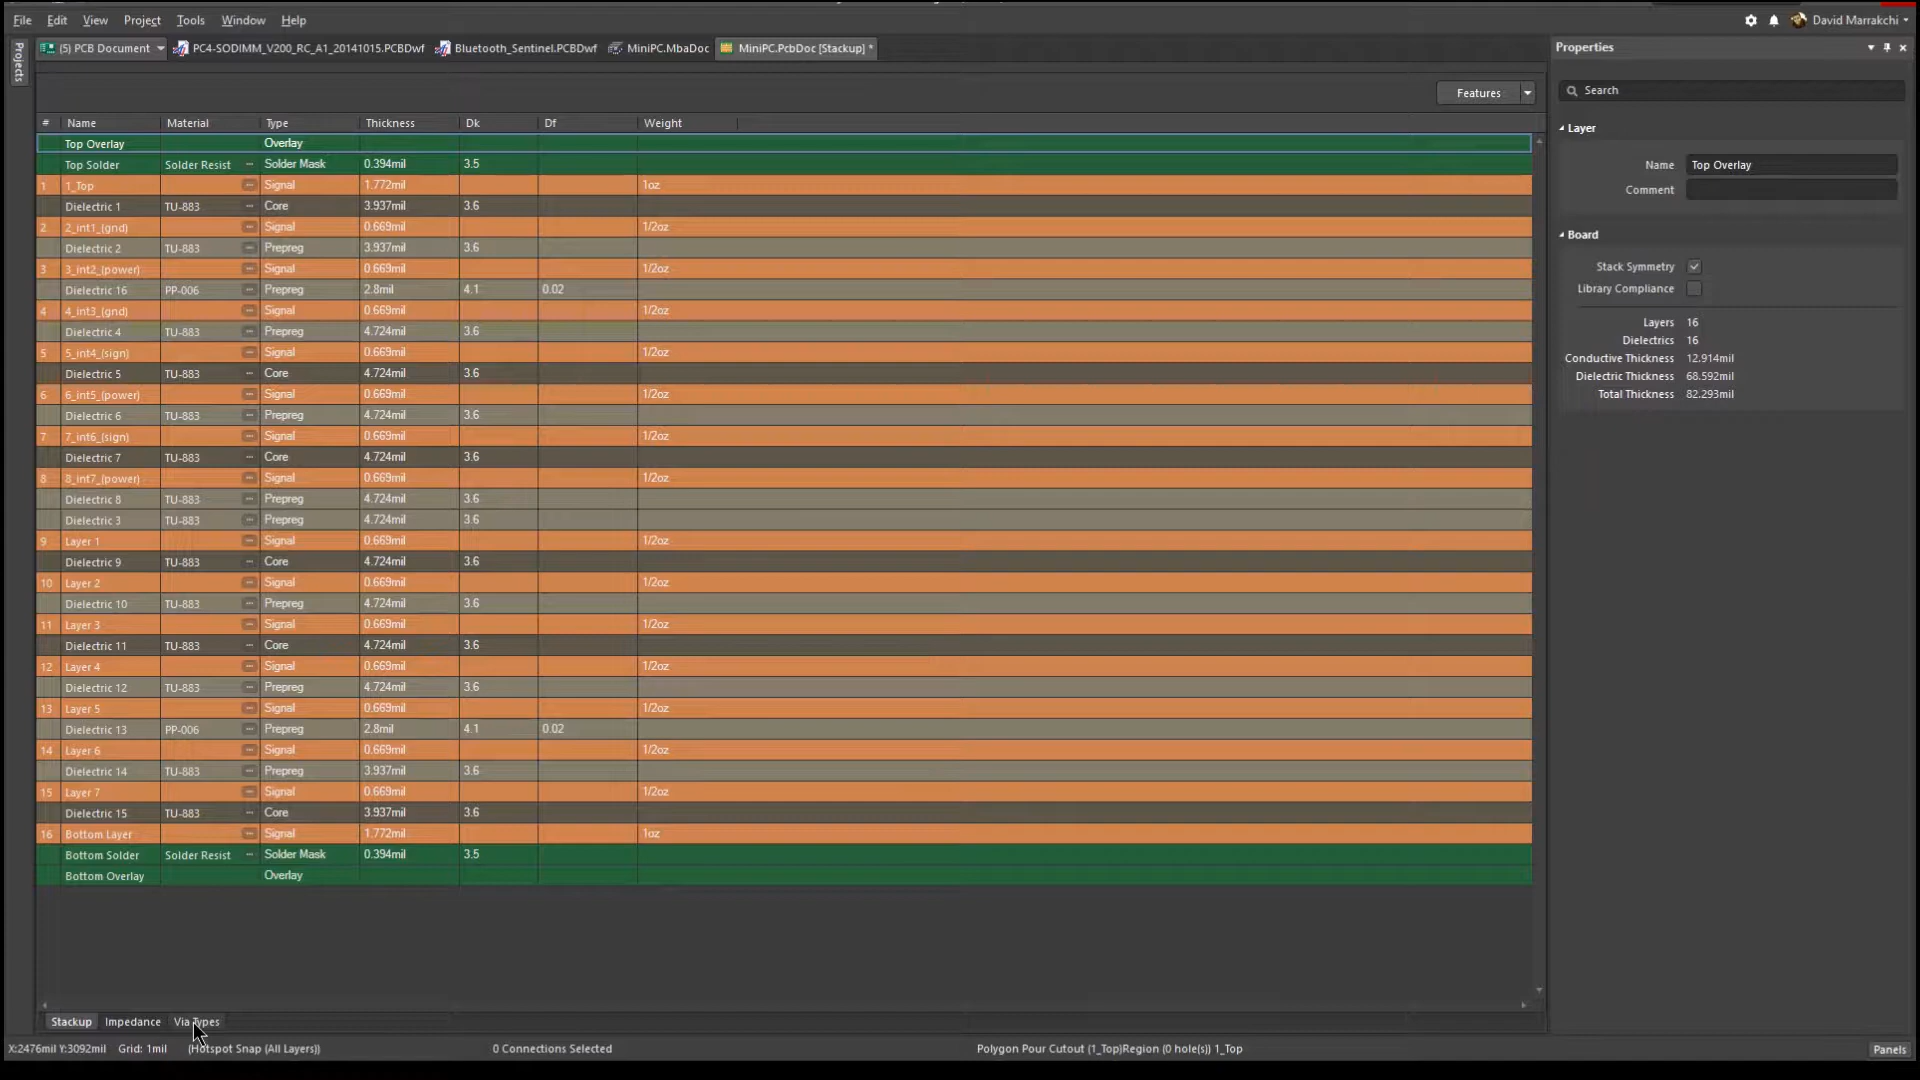 File Edit View Project Tools Window Help David Marrakchi
Projects (5) PCB Document PC4-SODIMM_V200_RC_A1_20141015.PCBDwf Bluetooth_Sentinel.PCBDwf MiniPC.MbaDoc MiniPC.PcbDoc [Stackup] * Properties
Features Search
# Name Material Type Thickness Dk Df Weight
Top Overlay Overlay
Top Solder Solder Resist Solder Mask 0.394mil 3.5
1 1_Top Signal 1.772mil 1oz
Dielectric 1 TU-883 Core 3.937mil 3.6
2 2_int1_(gnd) Signal 0.669mil 1/2oz
Dielectric 2 TU-883 Prepreg 3.937mil 3.6
3 3_int2_(power) Signal 0.669mil 1/2oz
Dielectric 16 PP-006 Prepreg 2.8mil 4.1 0.02
4 4_int3_(gnd) Signal 0.669mil 1/2oz
Dielectric 4 TU-883 Prepreg 4.724mil 3.6
5 5_int4_(sign) Signal 0.669mil 1/2oz
Dielectric 5 TU-883 Core 4.724mil 3.6
6 6_int5_(power) Signal 0.669mil 1/2oz
Dielectric 6 TU-883 Prepreg 4.724mil 3.6
7 7_int6_(sign) Signal 0.669mil 1/2oz
Dielectric 7 TU-883 Core 4.724mil 3.6
8 8_int7_(power) Signal 0.669mil 1/2oz
Dielectric 8 TU-883 Prepreg 4.724mil 3.6
Dielectric 3 TU-883 Prepreg 4.724mil 3.6
9 Layer 1 Signal 0.669mil 1/2oz
Dielectric 9 TU-883 Core 4.724mil 3.6
10 Layer 2 Signal 0.669mil 1/2oz
Dielectric 10 TU-883 Prepreg 4.724mil 3.6
11 Layer 3 Signal 0.669mil 1/2oz
Dielectric 11 TU-883 Core 4.724mil 3.6
12 Layer 4 Signal 0.669mil 1/2oz
Dielectric 12 TU-883 Prepreg 4.724mil 3.6
13 Layer 5 Signal 0.669mil 1/2oz
Dielectric 13 PP-006 Prepreg 2.8mil 4.1 0.02
14 Layer 6 Signal 0.669mil 1/2oz
Dielectric 14 TU-883 Prepreg 3.937mil 3.6
15 Layer 7 Signal 0.669mil 1/2oz
Dielectric 15 TU-883 Core 3.937mil 3.6
16 Bottom Layer Signal 1.772mil 1oz
Bottom Solder Solder Resist Solder Mask 0.394mil 3.5
Bottom Overlay Overlay
Layer
Name Top Overlay
Comment
Board
Stack Symmetry
Library Compliance
Layers 16
Dielectrics 16
Conductive Thickness 12.914mil
Dielectric Thickness 68.592mil
Total Thickness 82.293mil
Stackup Impedance Via Types
X:2476mil Y:3092mil Grid: 1mil (Hotspot Snap (All Layers)) 0 Connections Selected Polygon Pour Cutout (1_Top)Region (0 hole(s)) 1_Top Panels